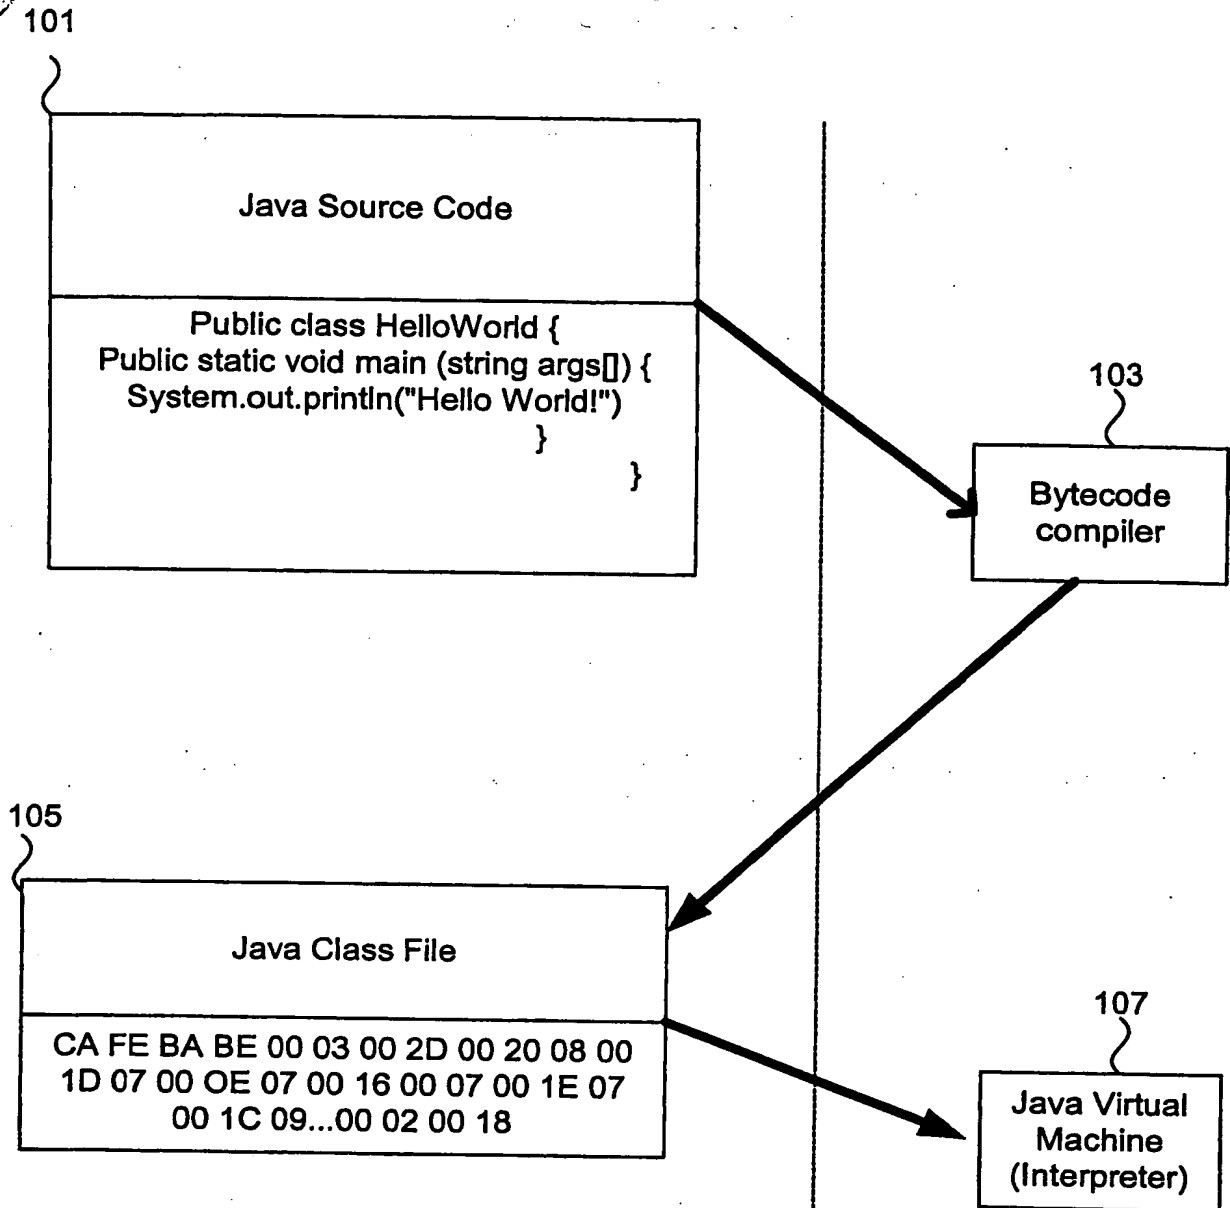 101
Java Source Code
Public class HelloWorld {
Public static void main (string args[]) {
System.out.println("Hello World!")
}
}
103
Bytecode
compiler
105
Java Class File
CA FE BA BE 00 03 00 2D 00 20 08 00
1D 07 00 OE 07 00 16 00 07 00 1E 07
00 1C 09...00 02 00 18
107
Java Virtual
Machine
(Interpreter)